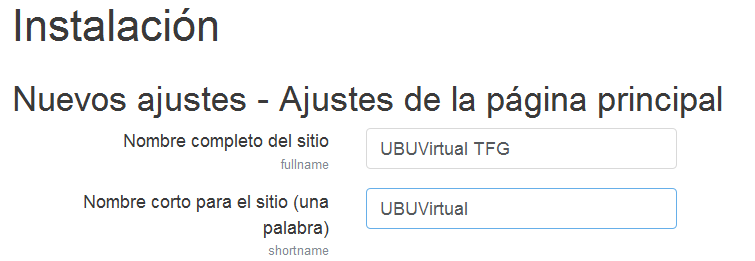 Instalación
Nuevos ajustes - Ajustes de la página principal
Nombre completo del sitio
UBUVirtual TFG
fullname
Nombre corto para el sitio (una
palabra)
UBUVirtual
shortname